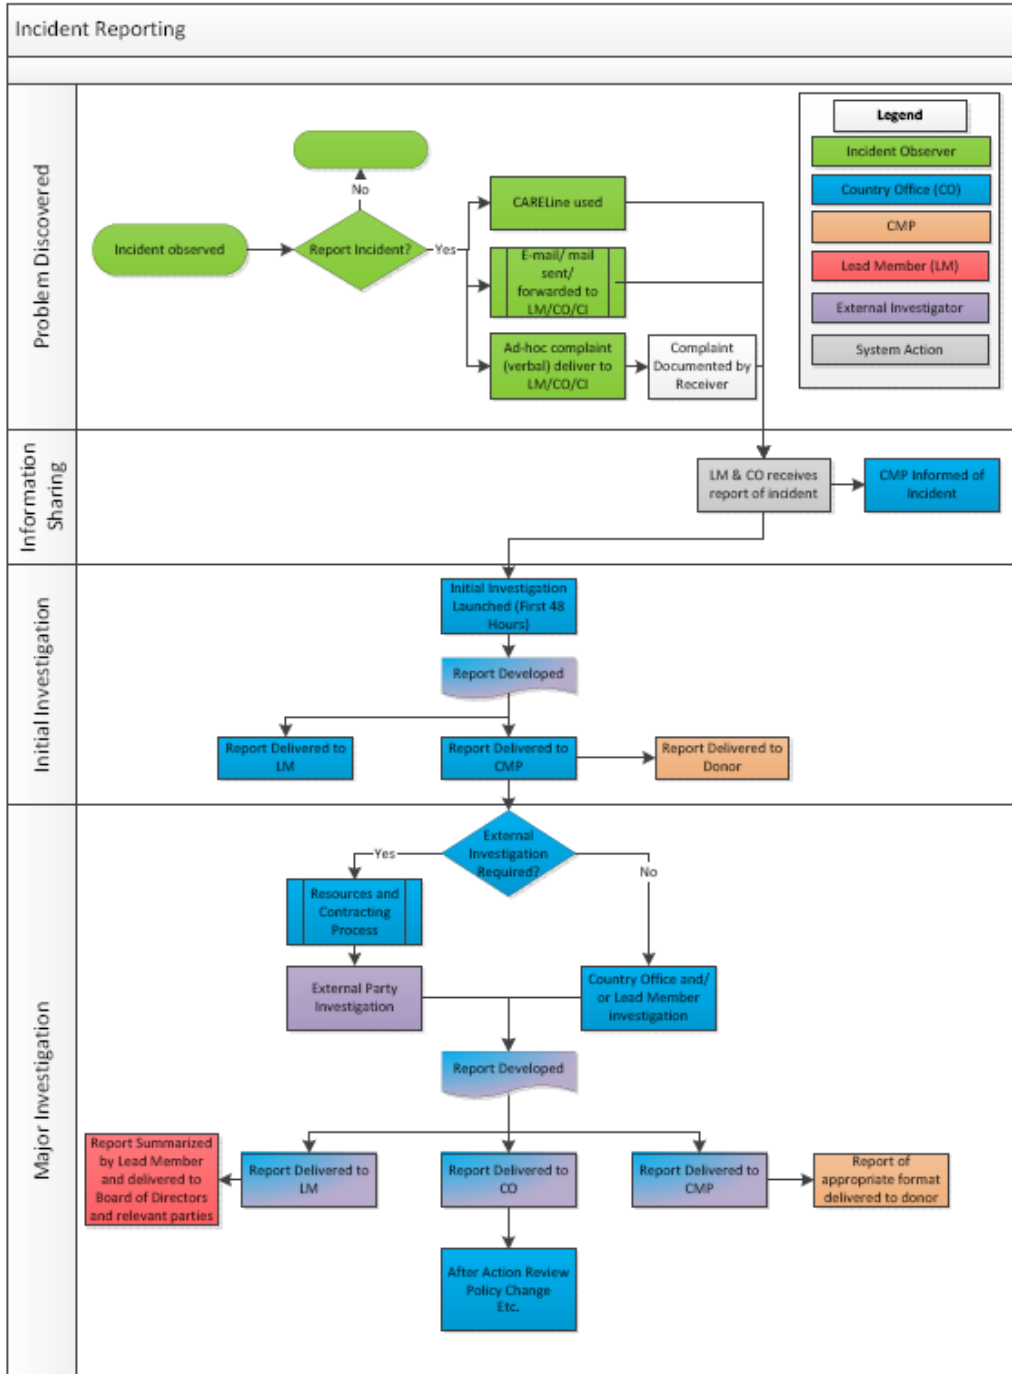 Incident Reporting
Problem Discovered
Legend
Incident Observer
Country Office (CO)
CMP
Lead Member (LM)
External Investigator
System Action
No
Incident observed
Report Incident?
Yes
CARELine used
E-mail/ mail
sent/
forwarded to
LM/CO/CI
Ad-hoc complaint
(verbal) deliver to
LM/CO/CI
Complaint
Documented by
Receiver
Information
Sharing
LM & CO receives
report of incident
CMP Informed of
Incident
Initial Investigation
Initial Investigation
Launched (First 48
Hours)
Report Developed
Report Delivered to
LM
Report Delivered to
CMP
Report Delivered to
Donor
Major Investigation
External
Investigation
Required?
Yes
No
Resources and
Contracting
Process
External Party
Investigation
Country Office and/
or Lead Member
investigation
Report Developed
Report Summarized
by Lead Member
and delivered to
Board of Directors
and relevant parties
Report Delivered to
LM
Report Delivered to
CO
Report Delivered to
CMP
Report of
appropriate format
delivered to donor
After Action Review
Policy Change
Etc.